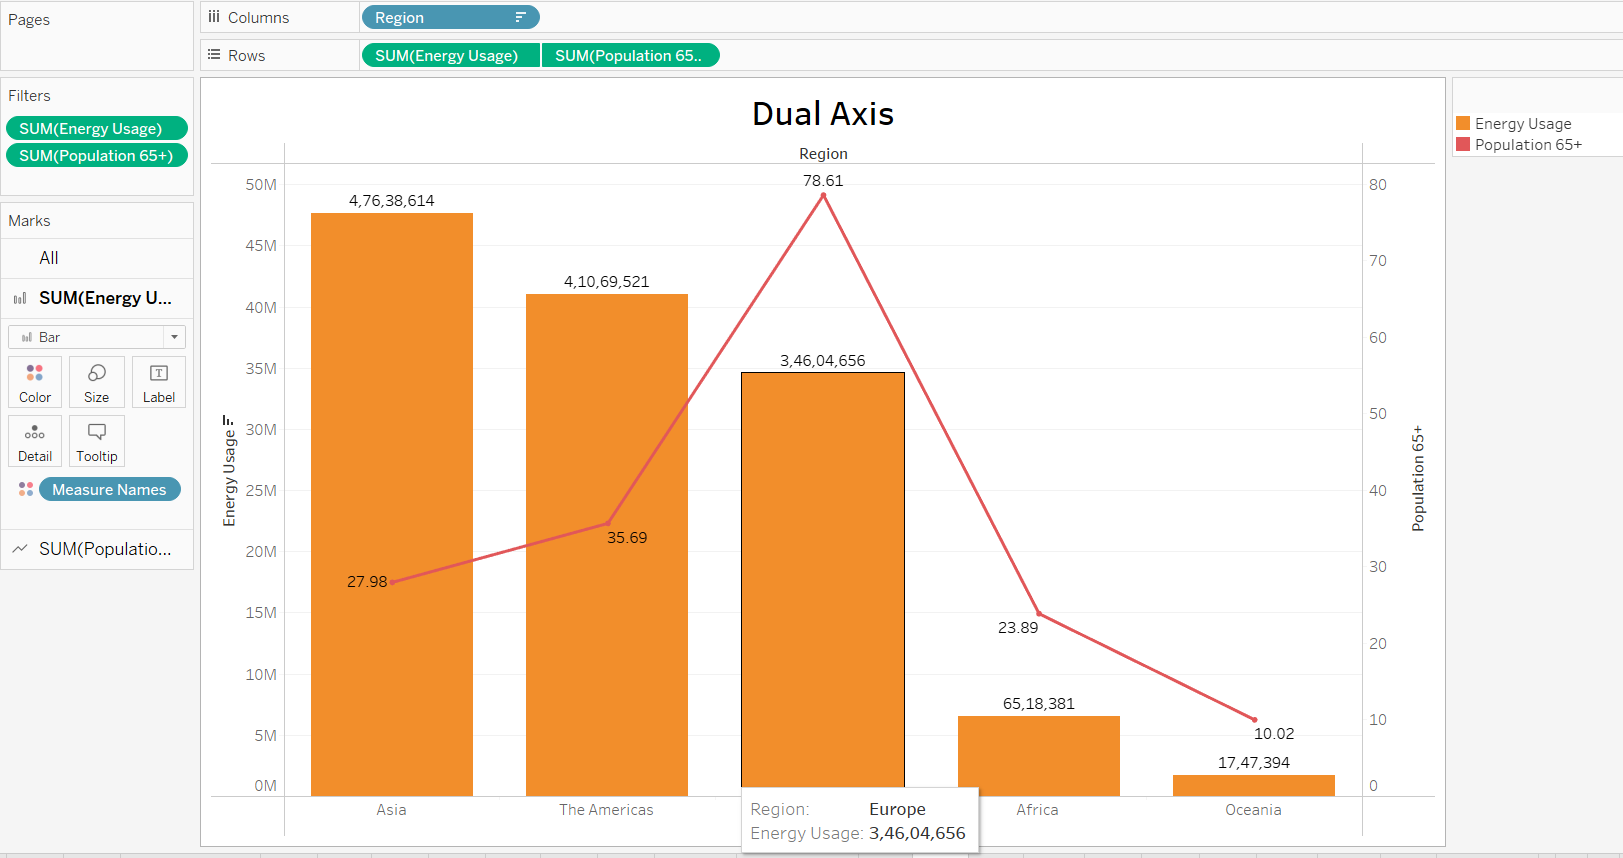 Pages
Columns
Region
Rows
SUM(Energy Usage)
SUM(Population 65..
Filters
SUM(Energy Usage)
SUM(Population 65+)
Marks
All
SUM(Energy U...
Bar
Color
Size
Label
Detail
Tooltip
Measure Names
SUM(Populatio...
Dual Axis
Region
50M
45M
40M
35M
30M
25M
20M
15M
10M
5M
0M
Energy Usage
4,76,38,614
4,10,69,521
3,46,04,656
65,18,381
17,47,394
27.98
35.69
78.61
23.89
10.02
80
70
60
50
40
30
20
10
0
Population 65+
Asia
The Americas
Africa
Oceania
Region: Europe
Energy Usage: 3,46,04,656
Energy Usage
Population 65+